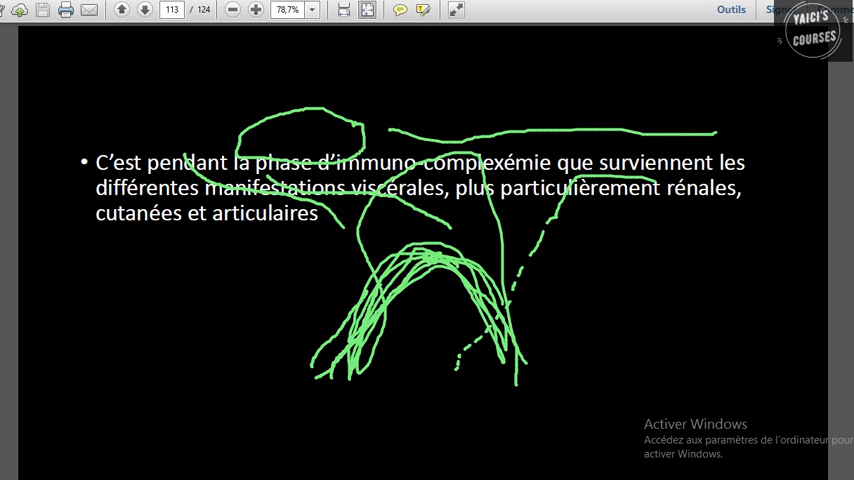 113 / 124
78,7%
Outils
YAICI'S
COURSES
• C'est pendant la phase d'immuno-complexémie que surviennent les
différentes manifestations viscérales, plus particulièrement rénales,
cutanées et articulaires
Activer Windows
Accédez aux paramètres de l'ordinateur pour
activer Windows.